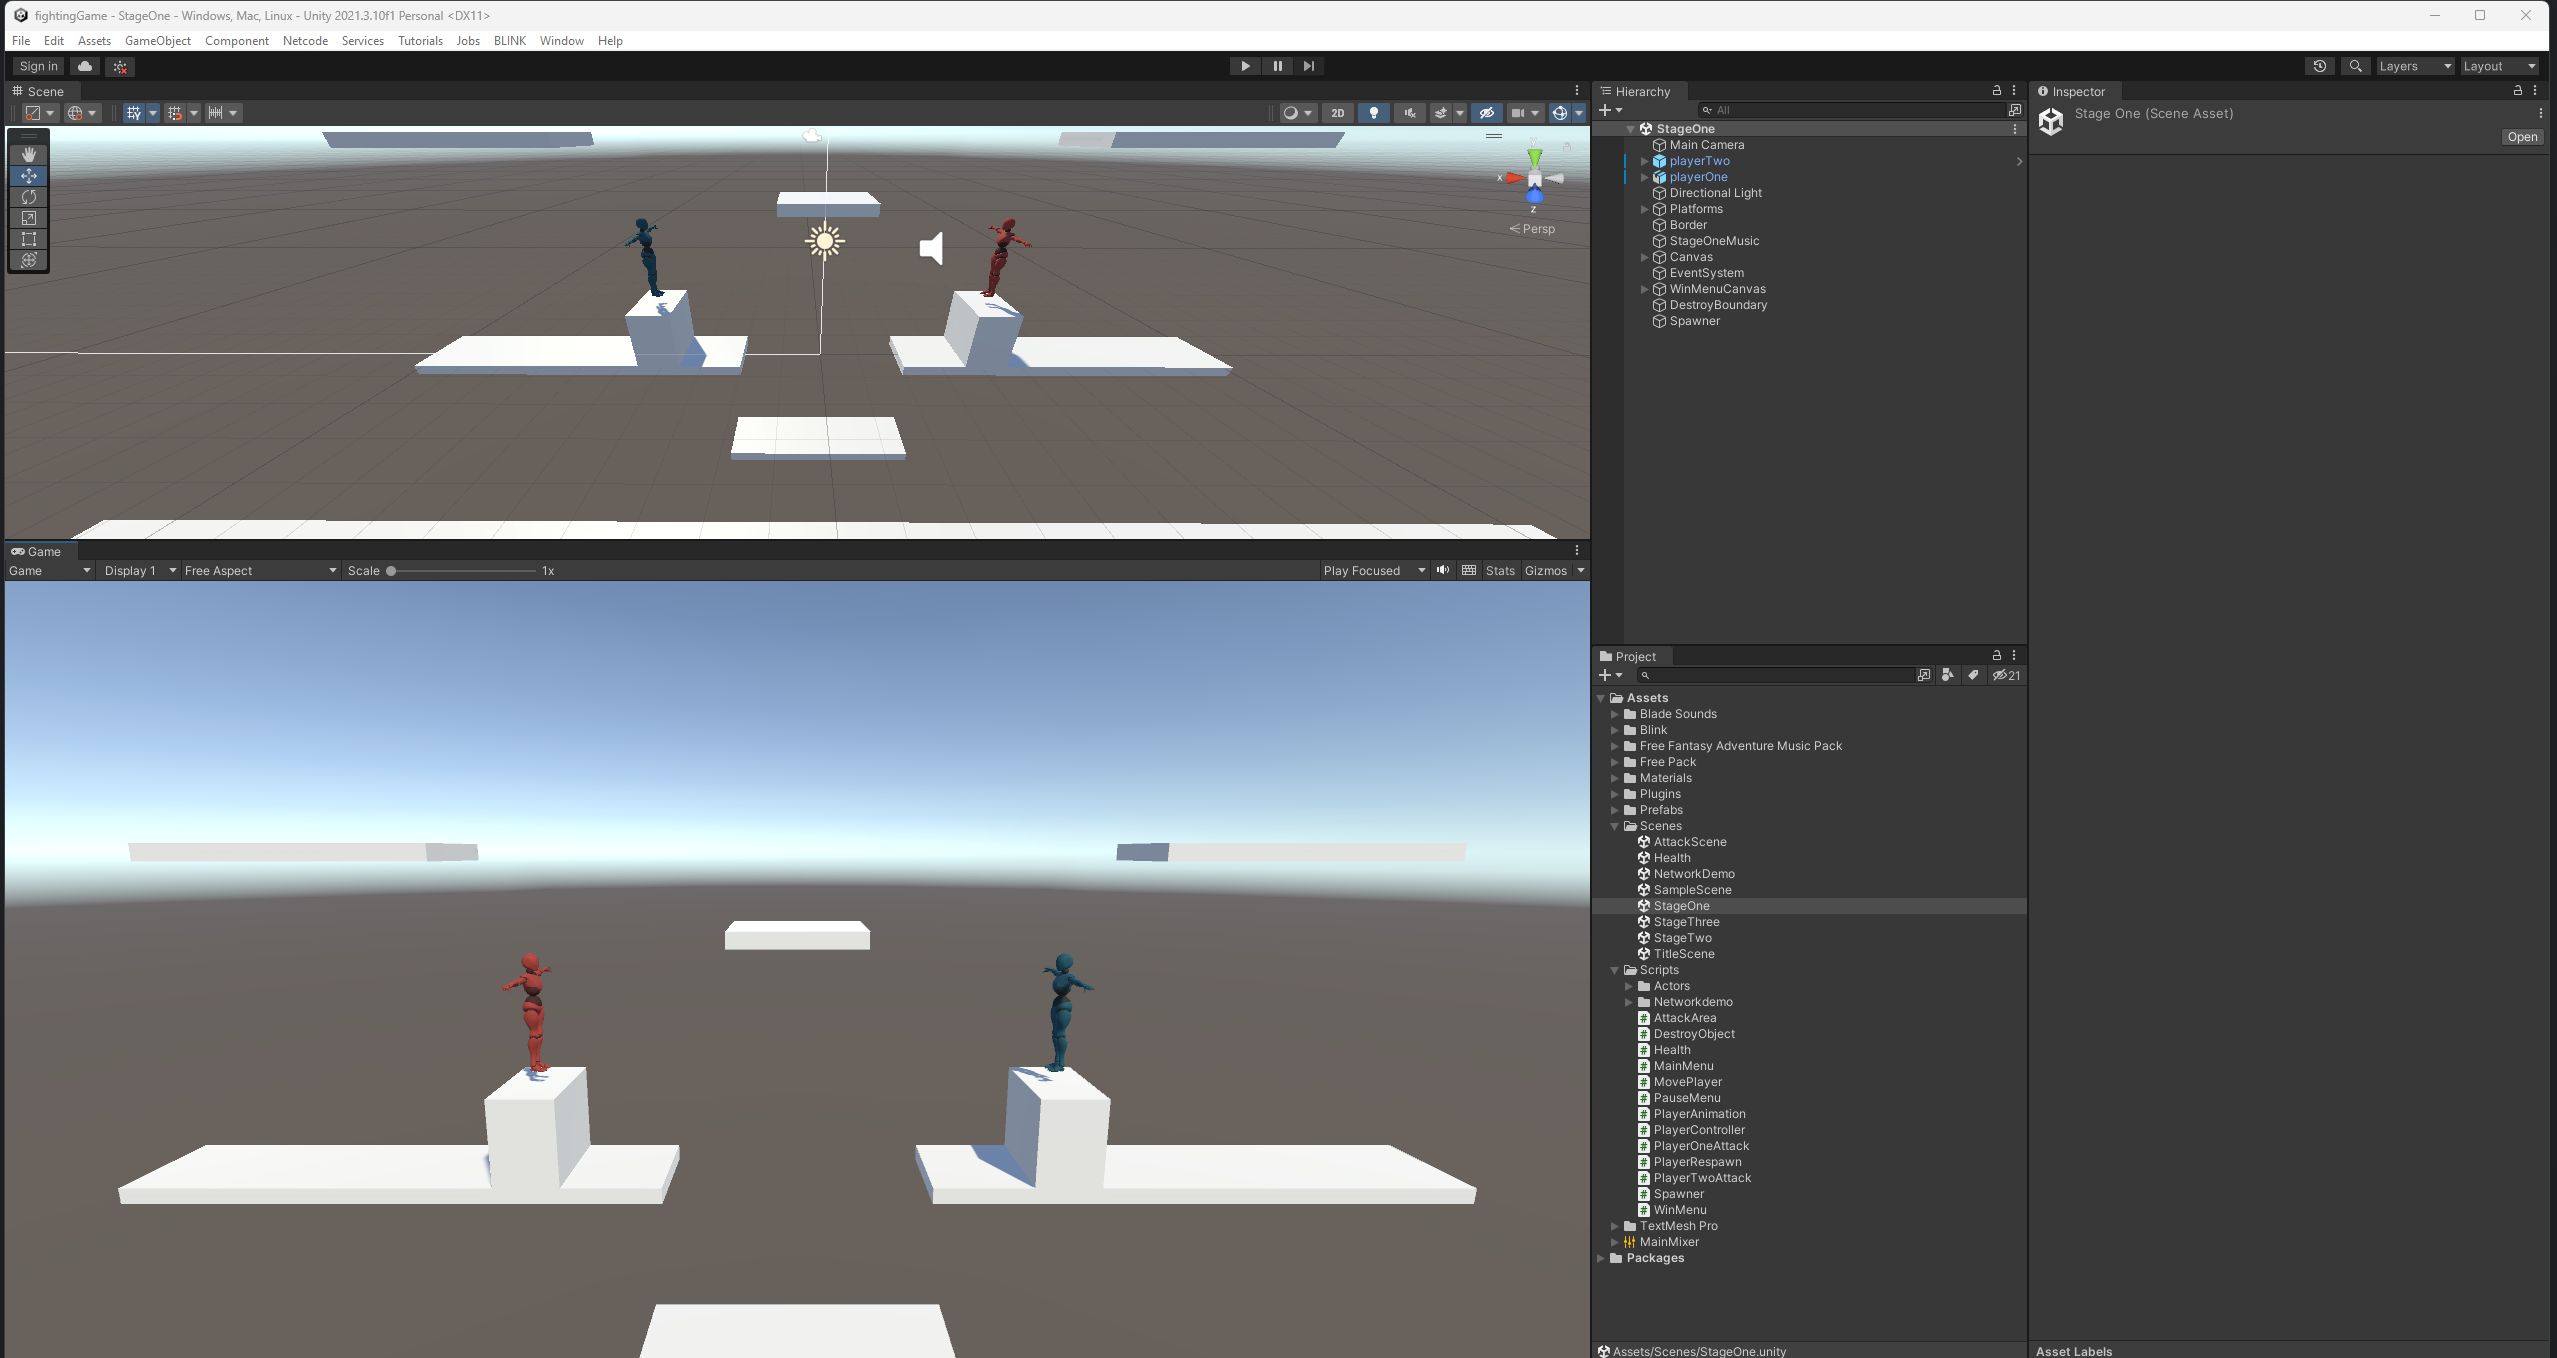 fightingGame - StageOne - Windows, Mac, Linux - Unity 2021.3.10f1 Personal <DX11>
File Edit Assets GameObject Component Netcode Services Tutorials Jobs BLINK Window Help
Sign in
Layers Layout
Scene
2D
x
z
Persp
Game
Game Display 1 Free Aspect Scale 1x Play Focused Stats Gizmos
Hierarchy
All
StageOne
Main Camera
playerTwo
playerOne
Directional Light
Platforms
Border
StageOneMusic
Canvas
EventSystem
WinMenuCanvas
DestroyBoundary
Spawner
Project
21
Assets
Blade Sounds
Blink
Free Fantasy Adventure Music Pack
Free Pack
Materials
Plugins
Prefabs
Scenes
AttackScene
Health
NetworkDemo
SampleScene
StageOne
StageThree
StageTwo
TitleScene
Scripts
Actors
Networkdemo
AttackArea
DestroyObject
Health
MainMenu
MovePlayer
PauseMenu
PlayerAnimation
PlayerController
PlayerOneAttack
PlayerRespawn
PlayerTwoAttack
Spawner
WinMenu
TextMesh Pro
MainMixer
Packages
Assets/Scenes/StageOne.unity
Inspector
Stage One (Scene Asset)
Open
Asset Labels